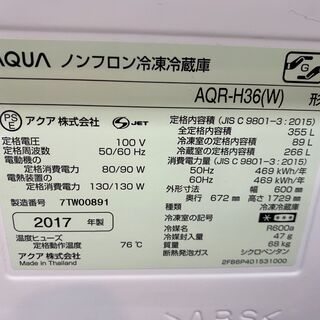 AQUA ノンフロン冷凍冷蔵庫
AQR-H36(W) 形
PS E アクア株式会社 JET
定格電圧 100 V
定格周波数 50/60 Hz
電動機の
定格消費電力 80/90 W
電熱装置の
定格消費電力 130/130 W
製造番号 7TW00891
2017 年製
温度ヒューズ
定格動作温度 76℃
アクア株式会社
Made in Thailand
定格内容積 (JIS C 9801-3:2015)
全定格内容積 355 L
冷凍室の内容積 89 L
冷蔵室の内容積 266 L
消費電力量 (JIS C 9801-3:2015)
50Hz 469 kWh/年
60Hz 469 kWh/年
外形寸法 幅 600 mm
奥行 672 mm 高さ 1729 mm
種類 冷凍冷蔵庫
冷凍室の記号
冷媒 R600a
冷媒封入量 47 g
質量 68 kg
断熱発泡ガス シクロペンタン
2FB6P401531000